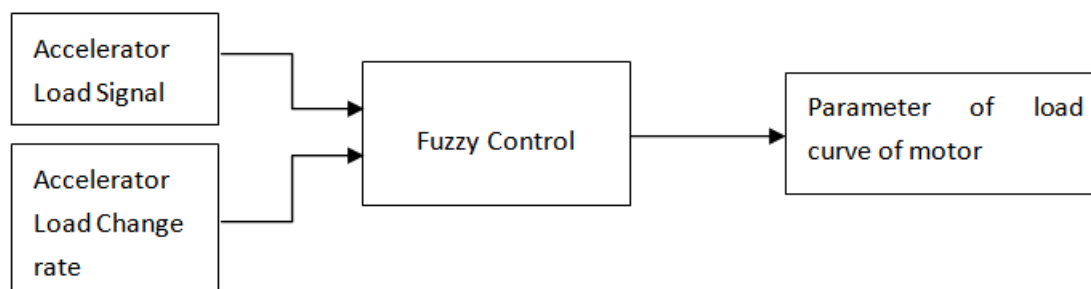 Accelerator
Load Signal
Accelerator
Load Change
rate
Fuzzy Control
Parameter of load
curve of motor